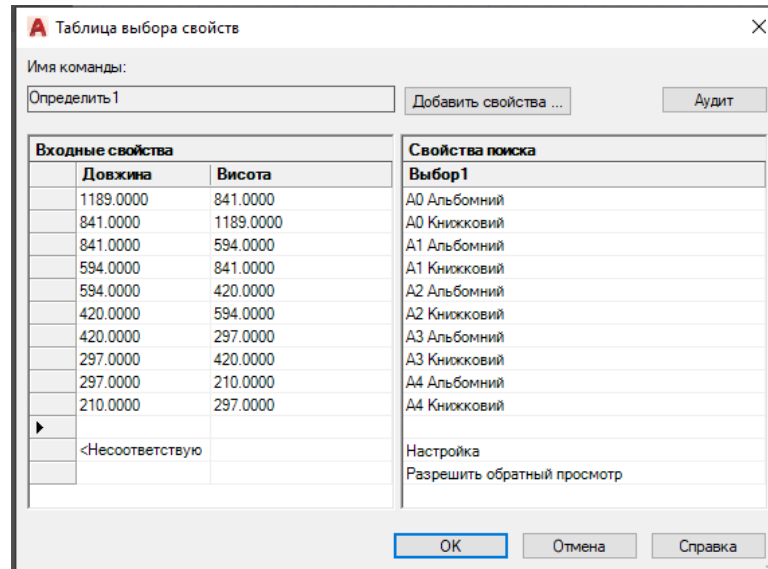 Таблица выбора свойств
Имя команды:
Определить1
Добавить свойства ...
Аудит
Входные свойства
Свойства поиска
Довжина Висота Выбор1
1189.0000 841.0000 А0 Альбомний
841.0000 1189.0000 А0 Книжковий
841.0000 594.0000 А1 Альбомний
594.0000 841.0000 А1 Книжковий
594.0000 420.0000 А2 Альбомний
420.0000 594.0000 А2 Книжковий
420.0000 297.0000 А3 Альбомний
297.0000 420.0000 А3 Книжковий
297.0000 210.0000 А4 Альбомний
210.0000 297.0000 А4 Книжковий
<Несоответствую Настройка
Разрешить обратный просмотр
OK Отмена Справка